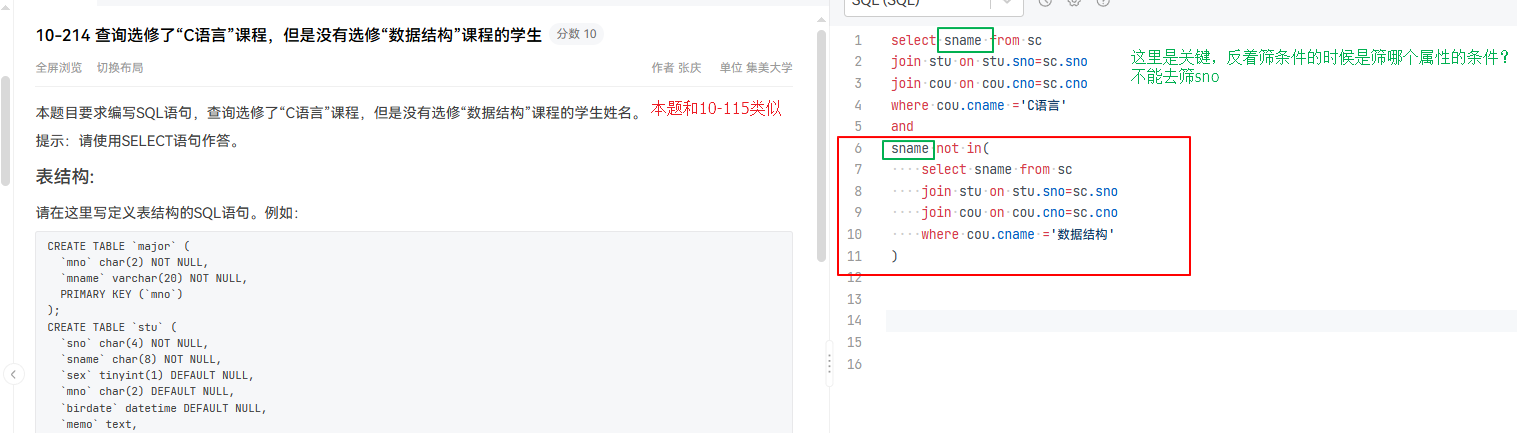 SQL (SQL)
10-214 查询选修了“C语言”课程，但是没有选修“数据结构”课程的学生 分数 10
全屏浏览 切换布局 作者 张庆 单位 集美大学
本题目要求编写SQL语句，查询选修了“C语言”课程，但是没有选修“数据结构”课程的学生姓名。 本题和10-115类似
提示：请使用SELECT语句作答。
表结构:
请在这里写定义表结构的SQL语句。例如：
CREATE TABLE `major` (
`mno` char(2) NOT NULL,
`mname` varchar(20) NOT NULL,
PRIMARY KEY (`mno`)
);
CREATE TABLE `stu` (
`sno` char(4) NOT NULL,
`sname` char(8) NOT NULL,
`sex` tinyint(1) DEFAULT NULL,
`mno` char(2) DEFAULT NULL,
`birdate` datetime DEFAULT NULL,
`memo` text,
1 select sname from sc
2 join stu on stu.sno=sc.sno
3 join cou on cou.cno=sc.cno
4 where cou.cname ='C语言'
5 and
6 sname not in(
7 select sname from sc
8 join stu on stu.sno=sc.sno
9 join cou on cou.cno=sc.cno
10 where cou.cname ='数据结构'
11 )
12
13
14
15
16
这里是关键，反着筛条件的时候是筛哪个属性的条件？
不能去筛sno